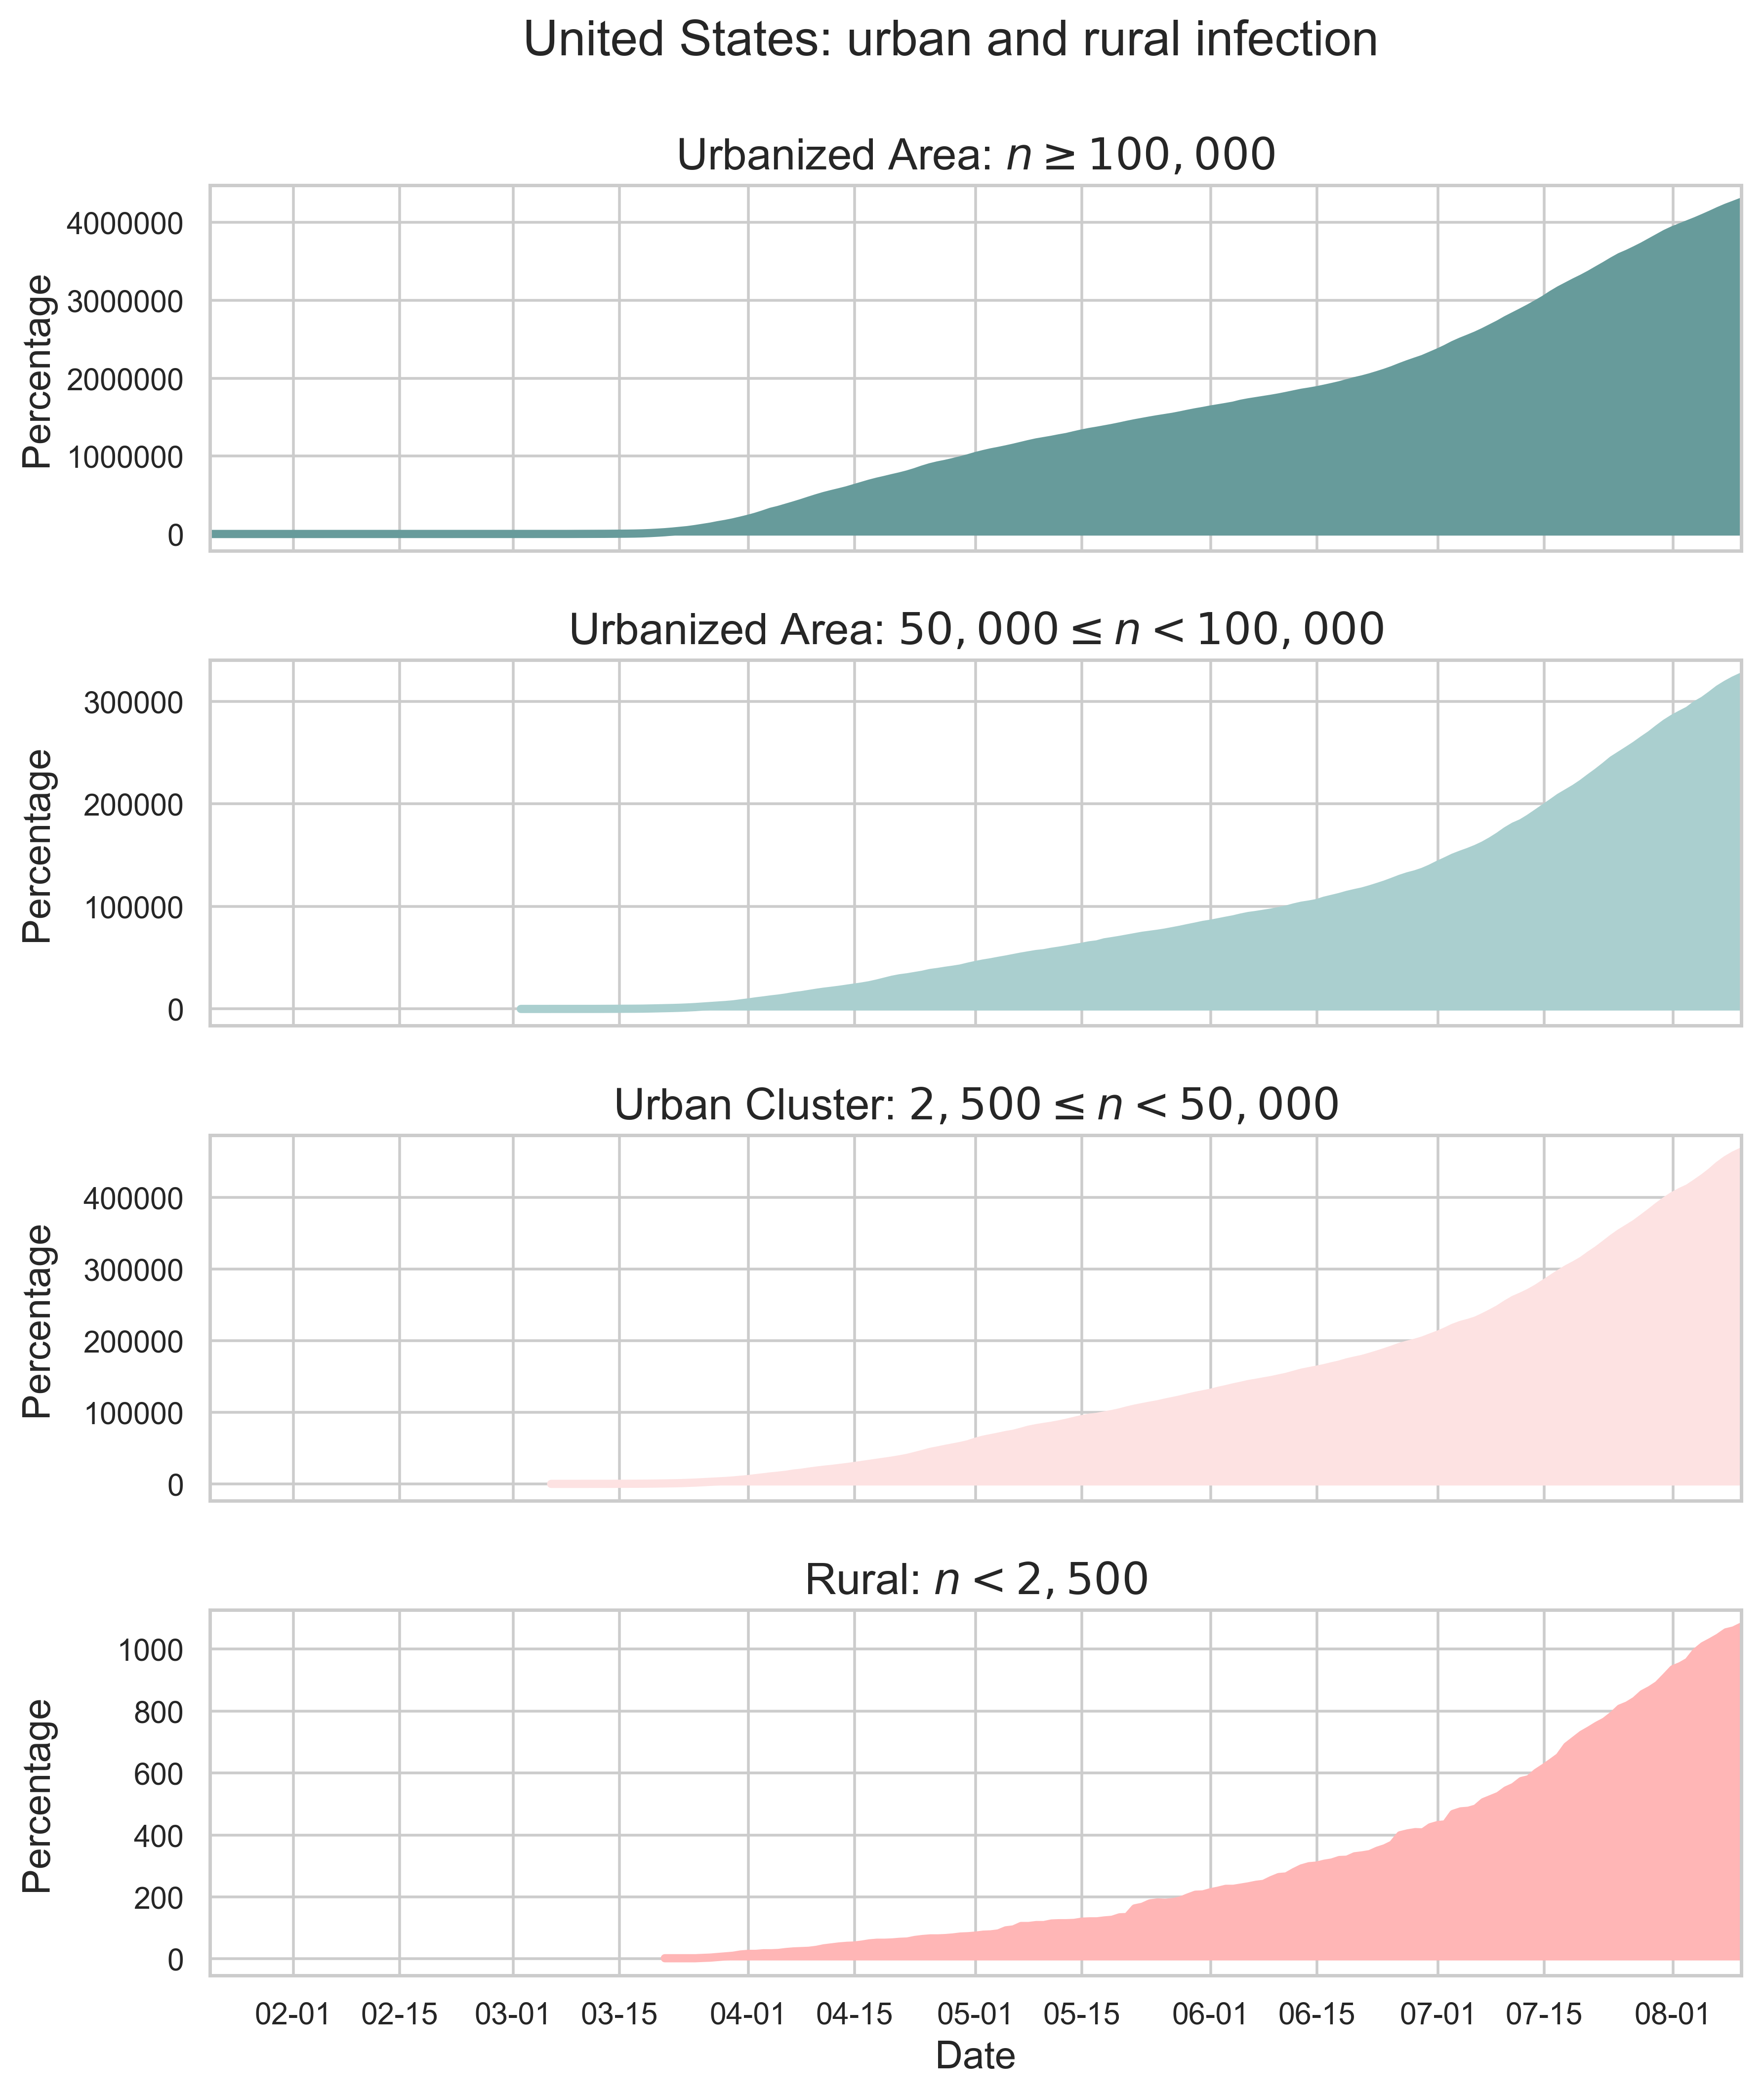 United States: urban and rural infection
Urbanized Area: n ≥ 100,000
Percentage
4000000
3000000
2000000
1000000
0
Urbanized Area: 50,000 ≤ n < 100,000
Percentage
300000
200000
100000
0
Urban Cluster: 2,500 ≤ n < 50,000
Percentage
400000
300000
200000
100000
0
Rural: n < 2,500
Percentage
1000
800
600
400
200
0
02-01 02-15 03-01 03-15 04-01 04-15 05-01 05-15 06-01 06-15 07-01 07-15 08-01
Date